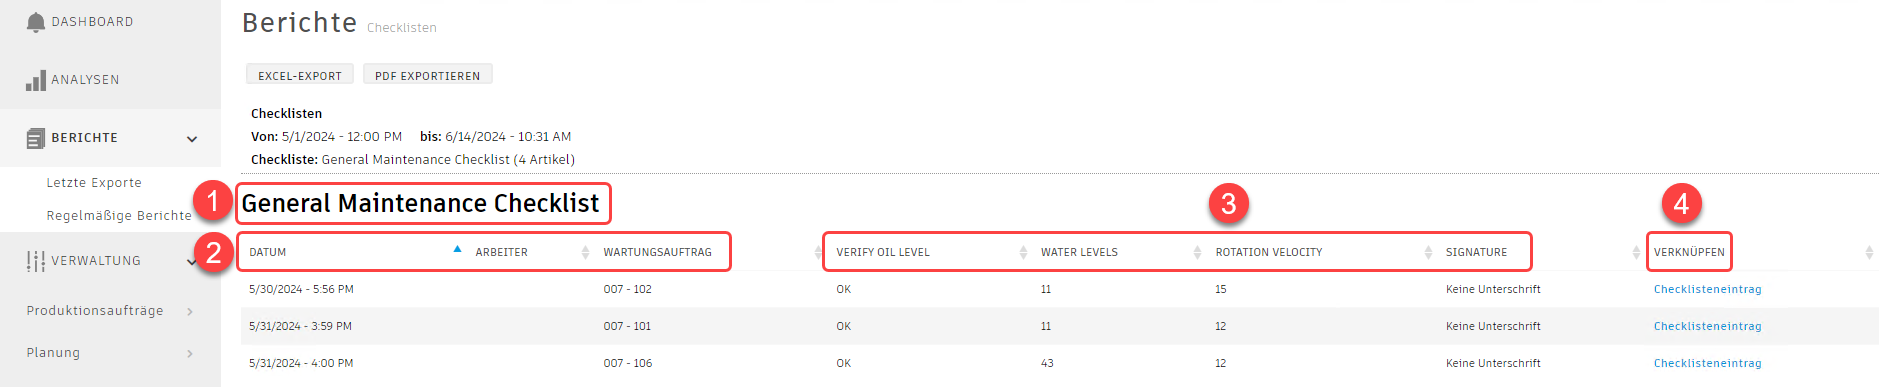 DASHBOARD
ANALYSEN
BERICHTE
Letzte Exporte
Regelmäßige Berichte
VERWALTUNG
Produktionsaufträge
Planung
Berichte Checklisten
EXCEL-EXPORT PDF EXPORTIEREN
Checklisten
Von: 5/1/2024 - 12:00 PM bis: 6/14/2024 - 10:31 AM
Checkliste: General Maintenance Checklist (4 Artikel)
1 General Maintenance Checklist 3 4
2 DATUM ARBEITER WARTUNGSAUFTRAG VERIFY OIL LEVEL WATER LEVELS ROTATION VELOCITY SIGNATURE VERKNÜPFEN
5/30/2024 - 5:56 PM 007 - 102 OK 11 15 Keine Unterschrift Checklisteneintrag
5/31/2024 - 3:59 PM 007 - 101 OK 11 12 Keine Unterschrift Checklisteneintrag
5/31/2024 - 4:00 PM 007 - 106 OK 43 12 Keine Unterschrift Checklisteneintrag